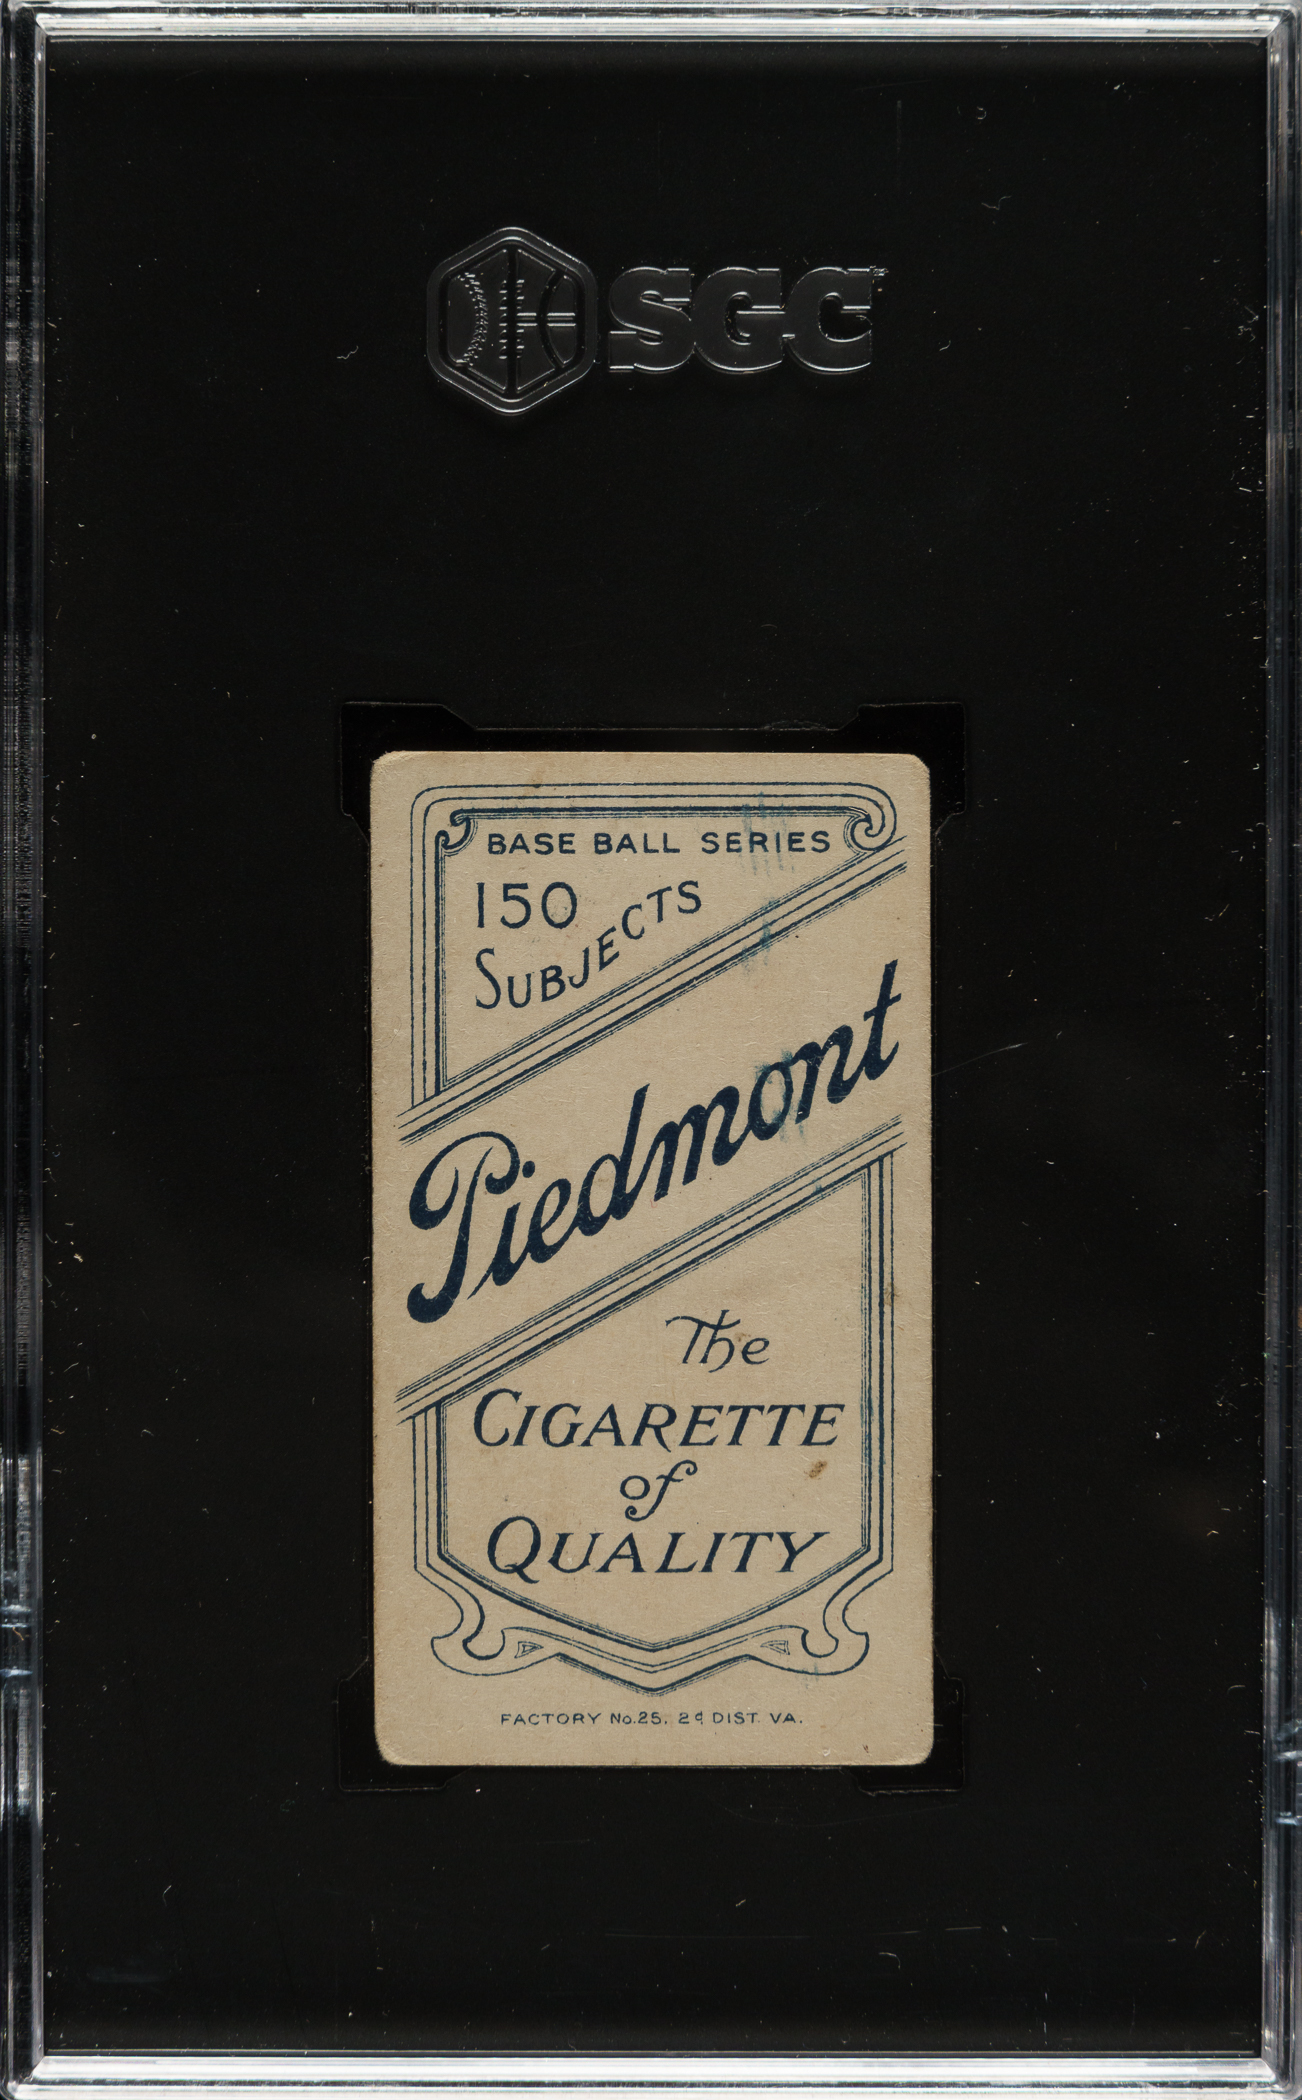 SGC
BASE BALL SERIES
150
SUBJECTS
Piedmont
The
CIGARETTE
of
QUALITY
FACTORY No.25. 2d DIST. VA.